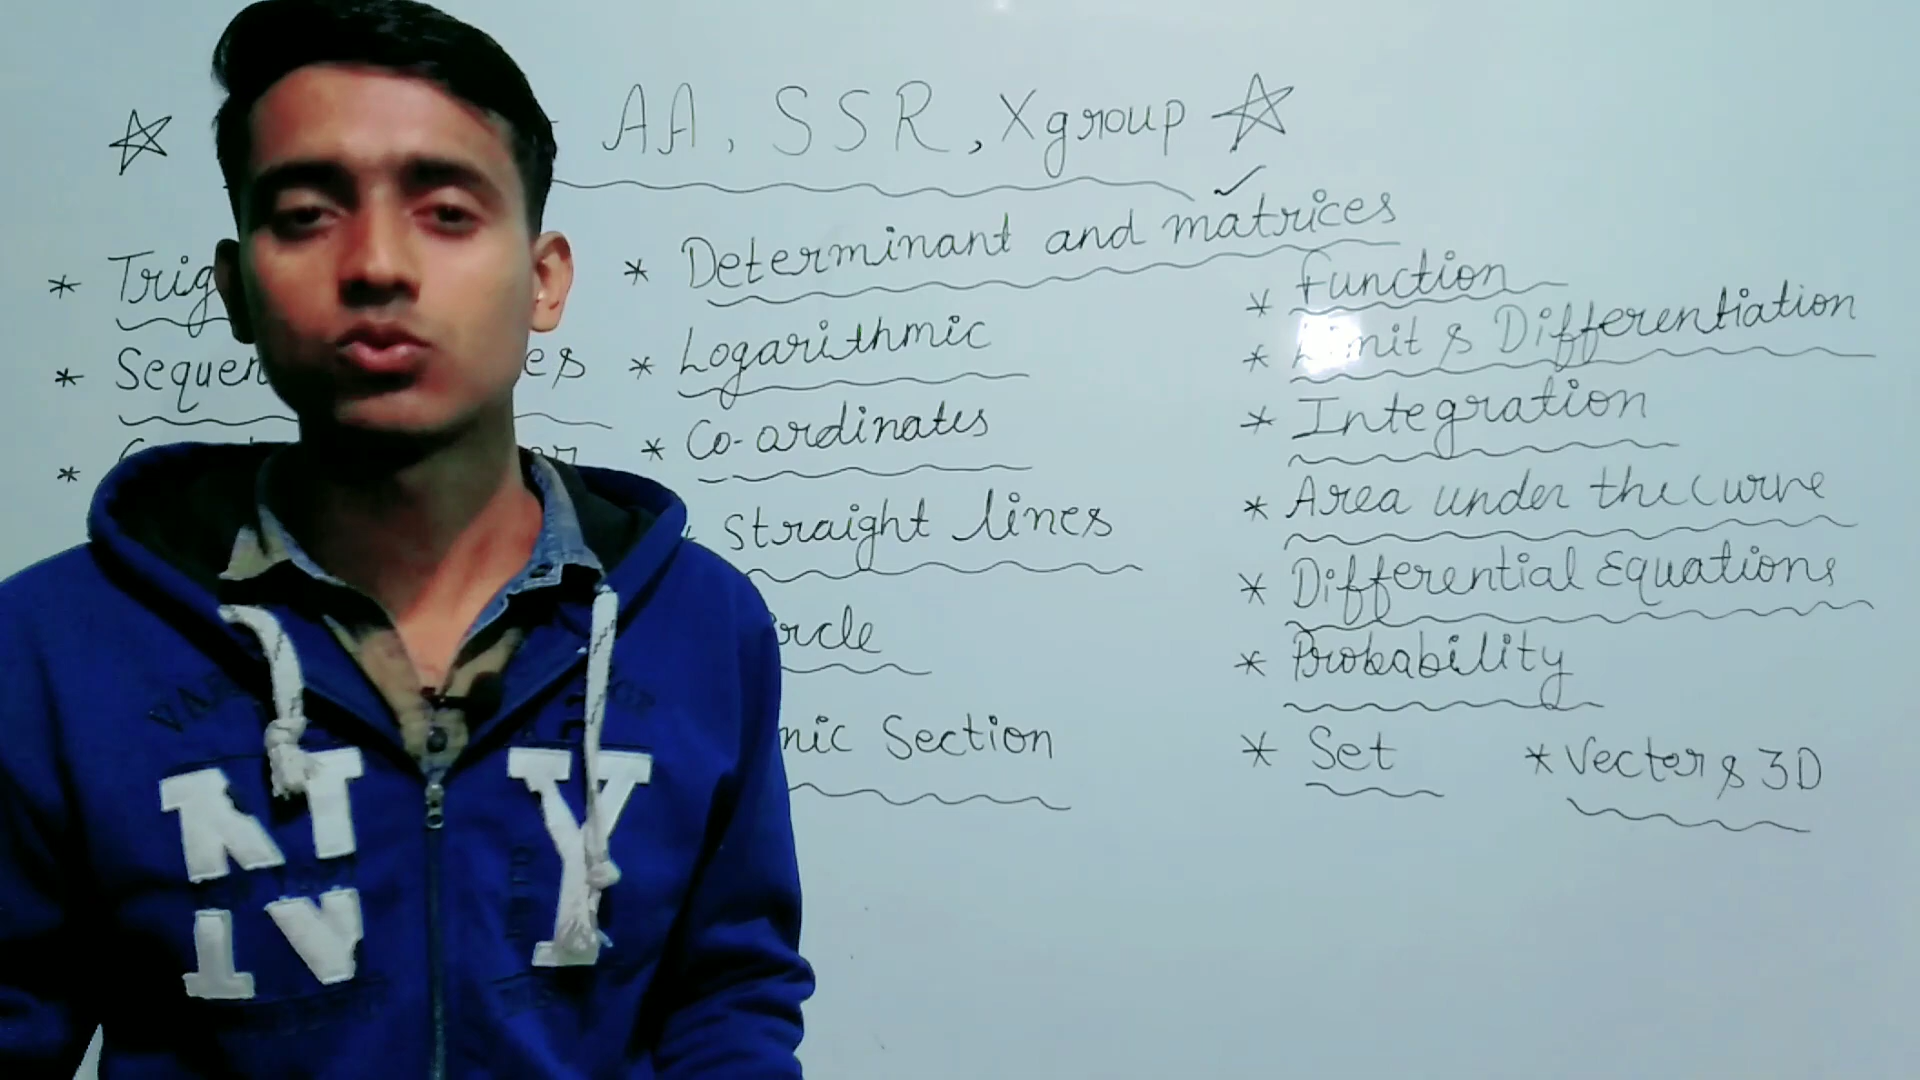 AA, SSR, Xgroup
* Trig
* Sequen es
* er
* Determinant and matrices
* Logarithmic
* Co-ordinates
* Straight lines
rcle
nic Section
* Function
* Limit & Differentiation
* Integration
* Area under the curve
* Differential Equations
* Probability
* Set * Vector & 3D
N Y